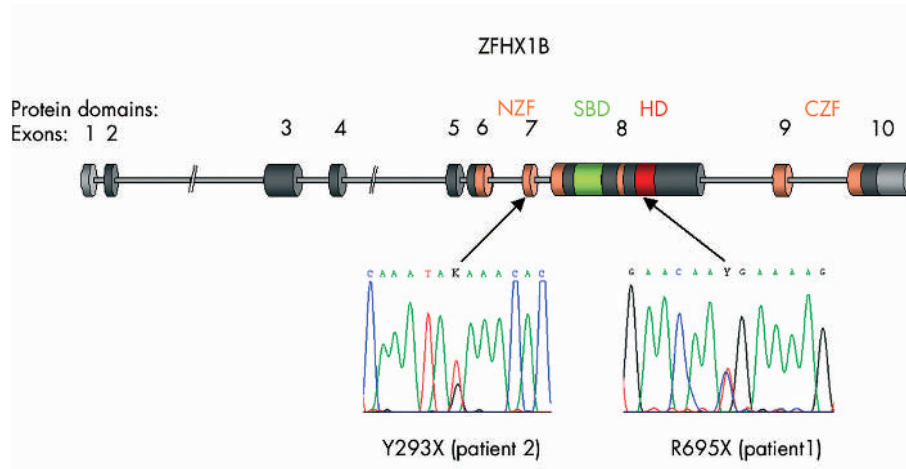 ZFHX1B
Protein domains: NZF SBD HD CZF
Exons: 1 2 3 4 5 6 7 8 9 10
C A A A T A K A A A C A C
G A A C A A Y G A A A A G
Y293X (patient 2)
R695X (patient1)